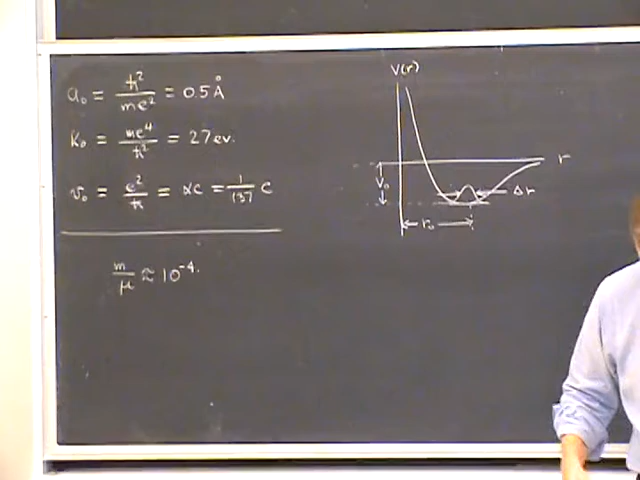 a₀ = ℏ²/me² = 0.5 Å
K₀ = me⁴/ℏ² = 27 ev.
v₀ = e²/ℏ = αc = 1/137 c
m/μ ≈ 10⁻⁴.
V(r)
r
V₀
Δr
r₀